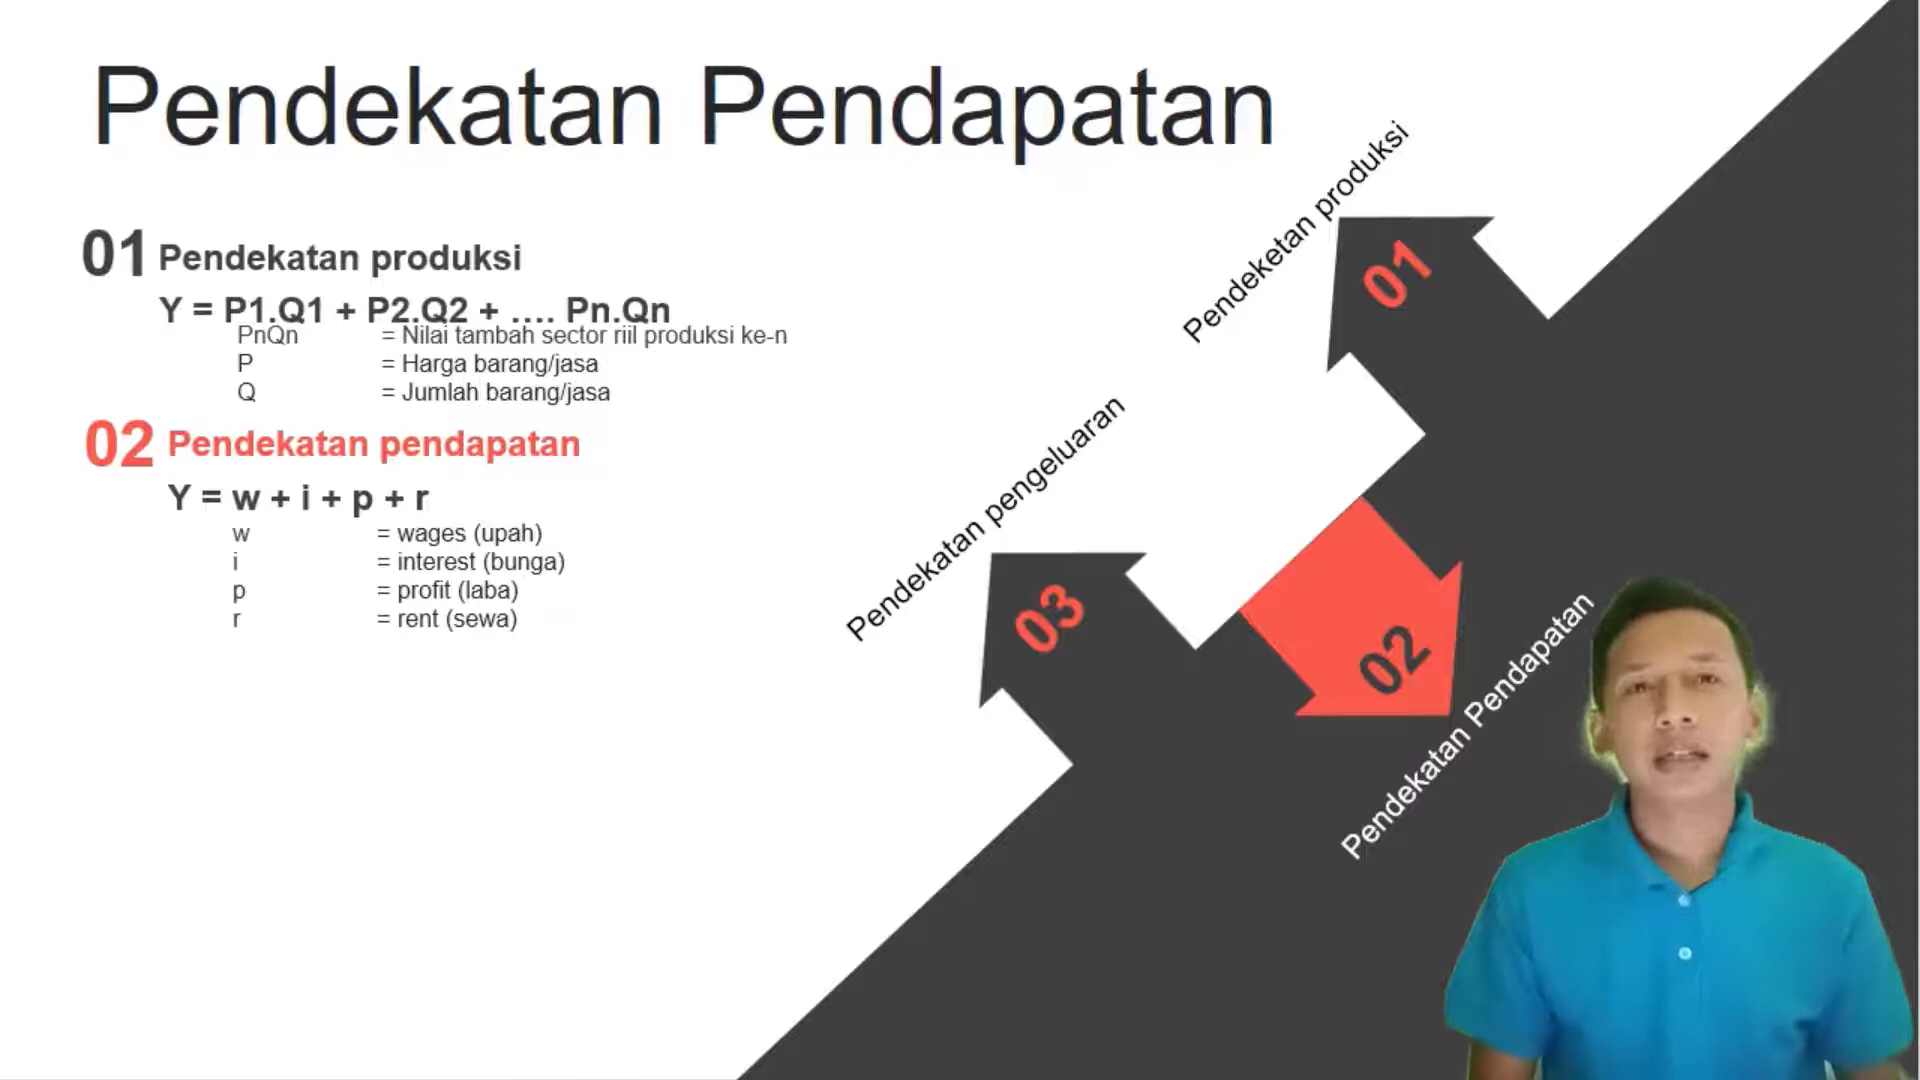 Pendekatan Pendapatan
01 Pendekatan produksi
Y = P1.Q1 + P2.Q2 + .... Pn.Qn
PnQn = Nilai tambah sector riil produksi ke-n
P = Harga barang/jasa
Q = Jumlah barang/jasa
02 Pendekatan pendapatan
Y = w + i + p + r
w = wages (upah)
i = interest (bunga)
p = profit (laba)
r = rent (sewa)
Pendeketan produksi
01
Pendekatan pengeluaran
03
02
Pendekatan Pendapatan